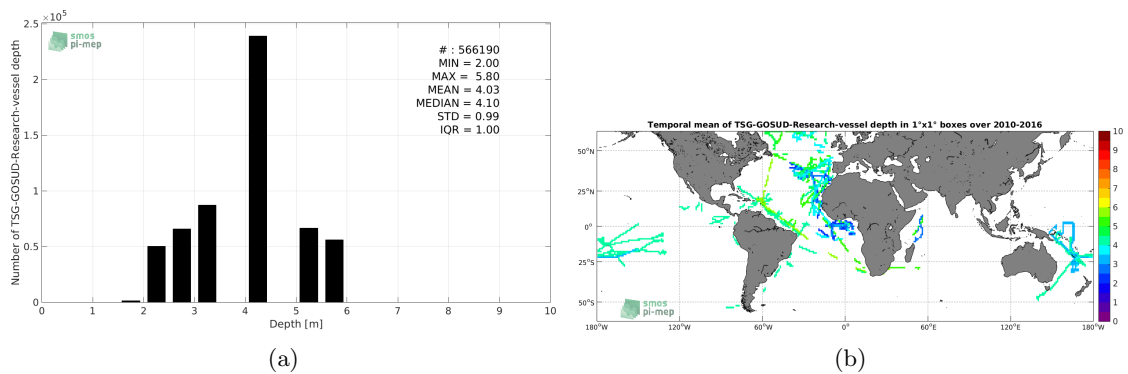 ×10⁵
2.5
2
1.5
1
0.5
0
Number of TSG-GOSUD-Research-vessel depth
smos
pi-mep
# : 566190
MIN = 2.00
MAX = 5.80
MEAN = 4.03
MEDIAN = 4.10
STD = 0.99
IQR = 1.00
0 1 2 3 4 5 6 7 8 9 10
Depth [m]
(a)
Temporal mean of TSG-GOSUD-Research-vessel depth in 1°x1° boxes over 2010-2016
50°N
25°N
0°
25°S
50°S
smos
pi-mep
180°W 120°W 60°W 0° 60°E 120°E 180°W
10
9
8
7
6
5
4
3
2
1
0
(b)